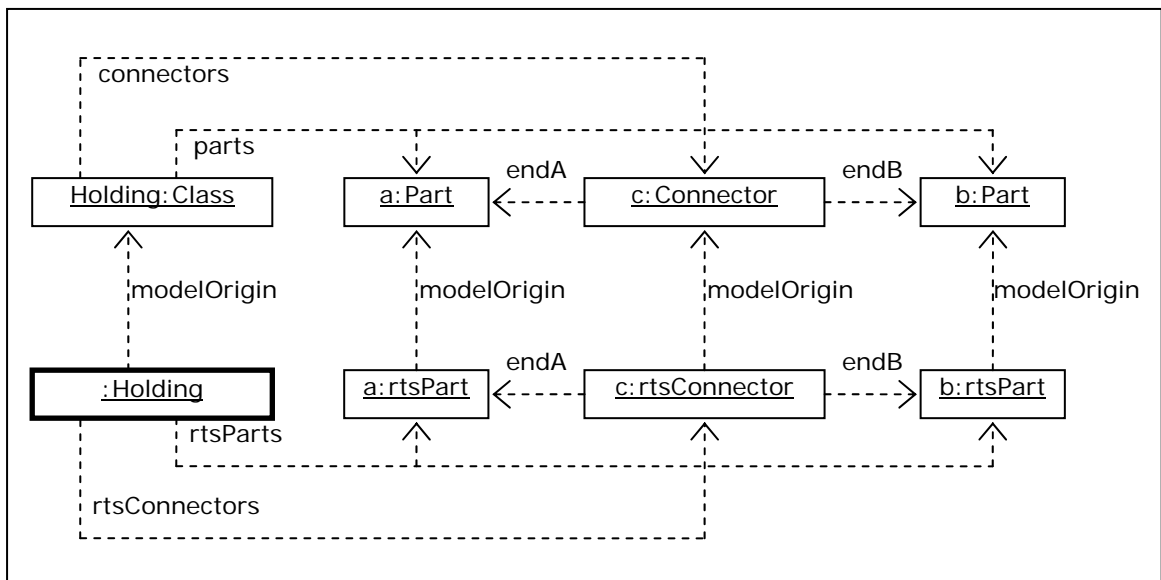 connectors
parts
endA
endB
Holding:Class
a:Part
c:Connector
b:Part
modelOrigin
modelOrigin
modelOrigin
modelOrigin
endA
endB
:Holding
a:rtsPart
c:rtsConnector
b:rtsPart
rtsParts
rtsConnectors